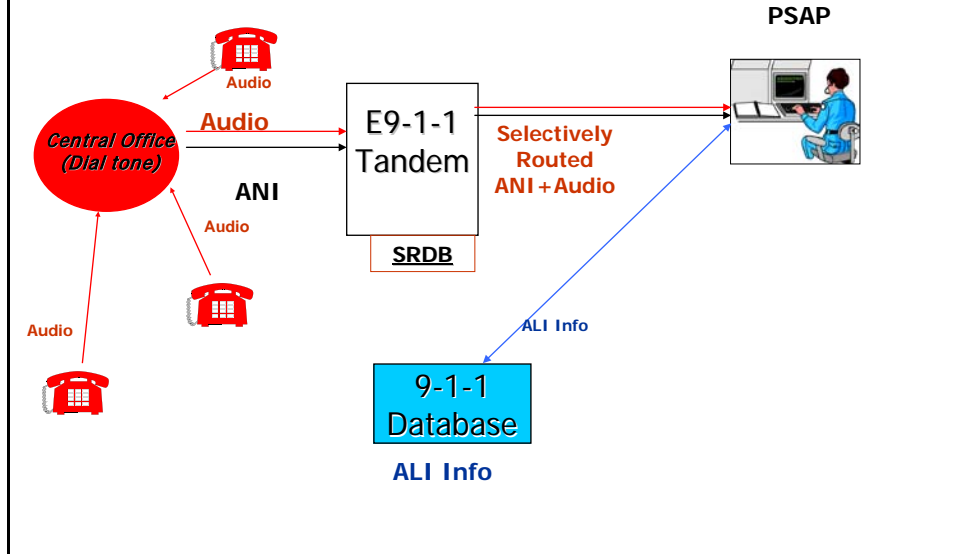 PSAP
Audio
Audio
Central Office
(Dial tone)
ANI
E9-1-1
Tandem
SRDB
Selectively
Routed
ANI+Audio
Audio
Audio
ALI Info
9-1-1
Database
ALI Info